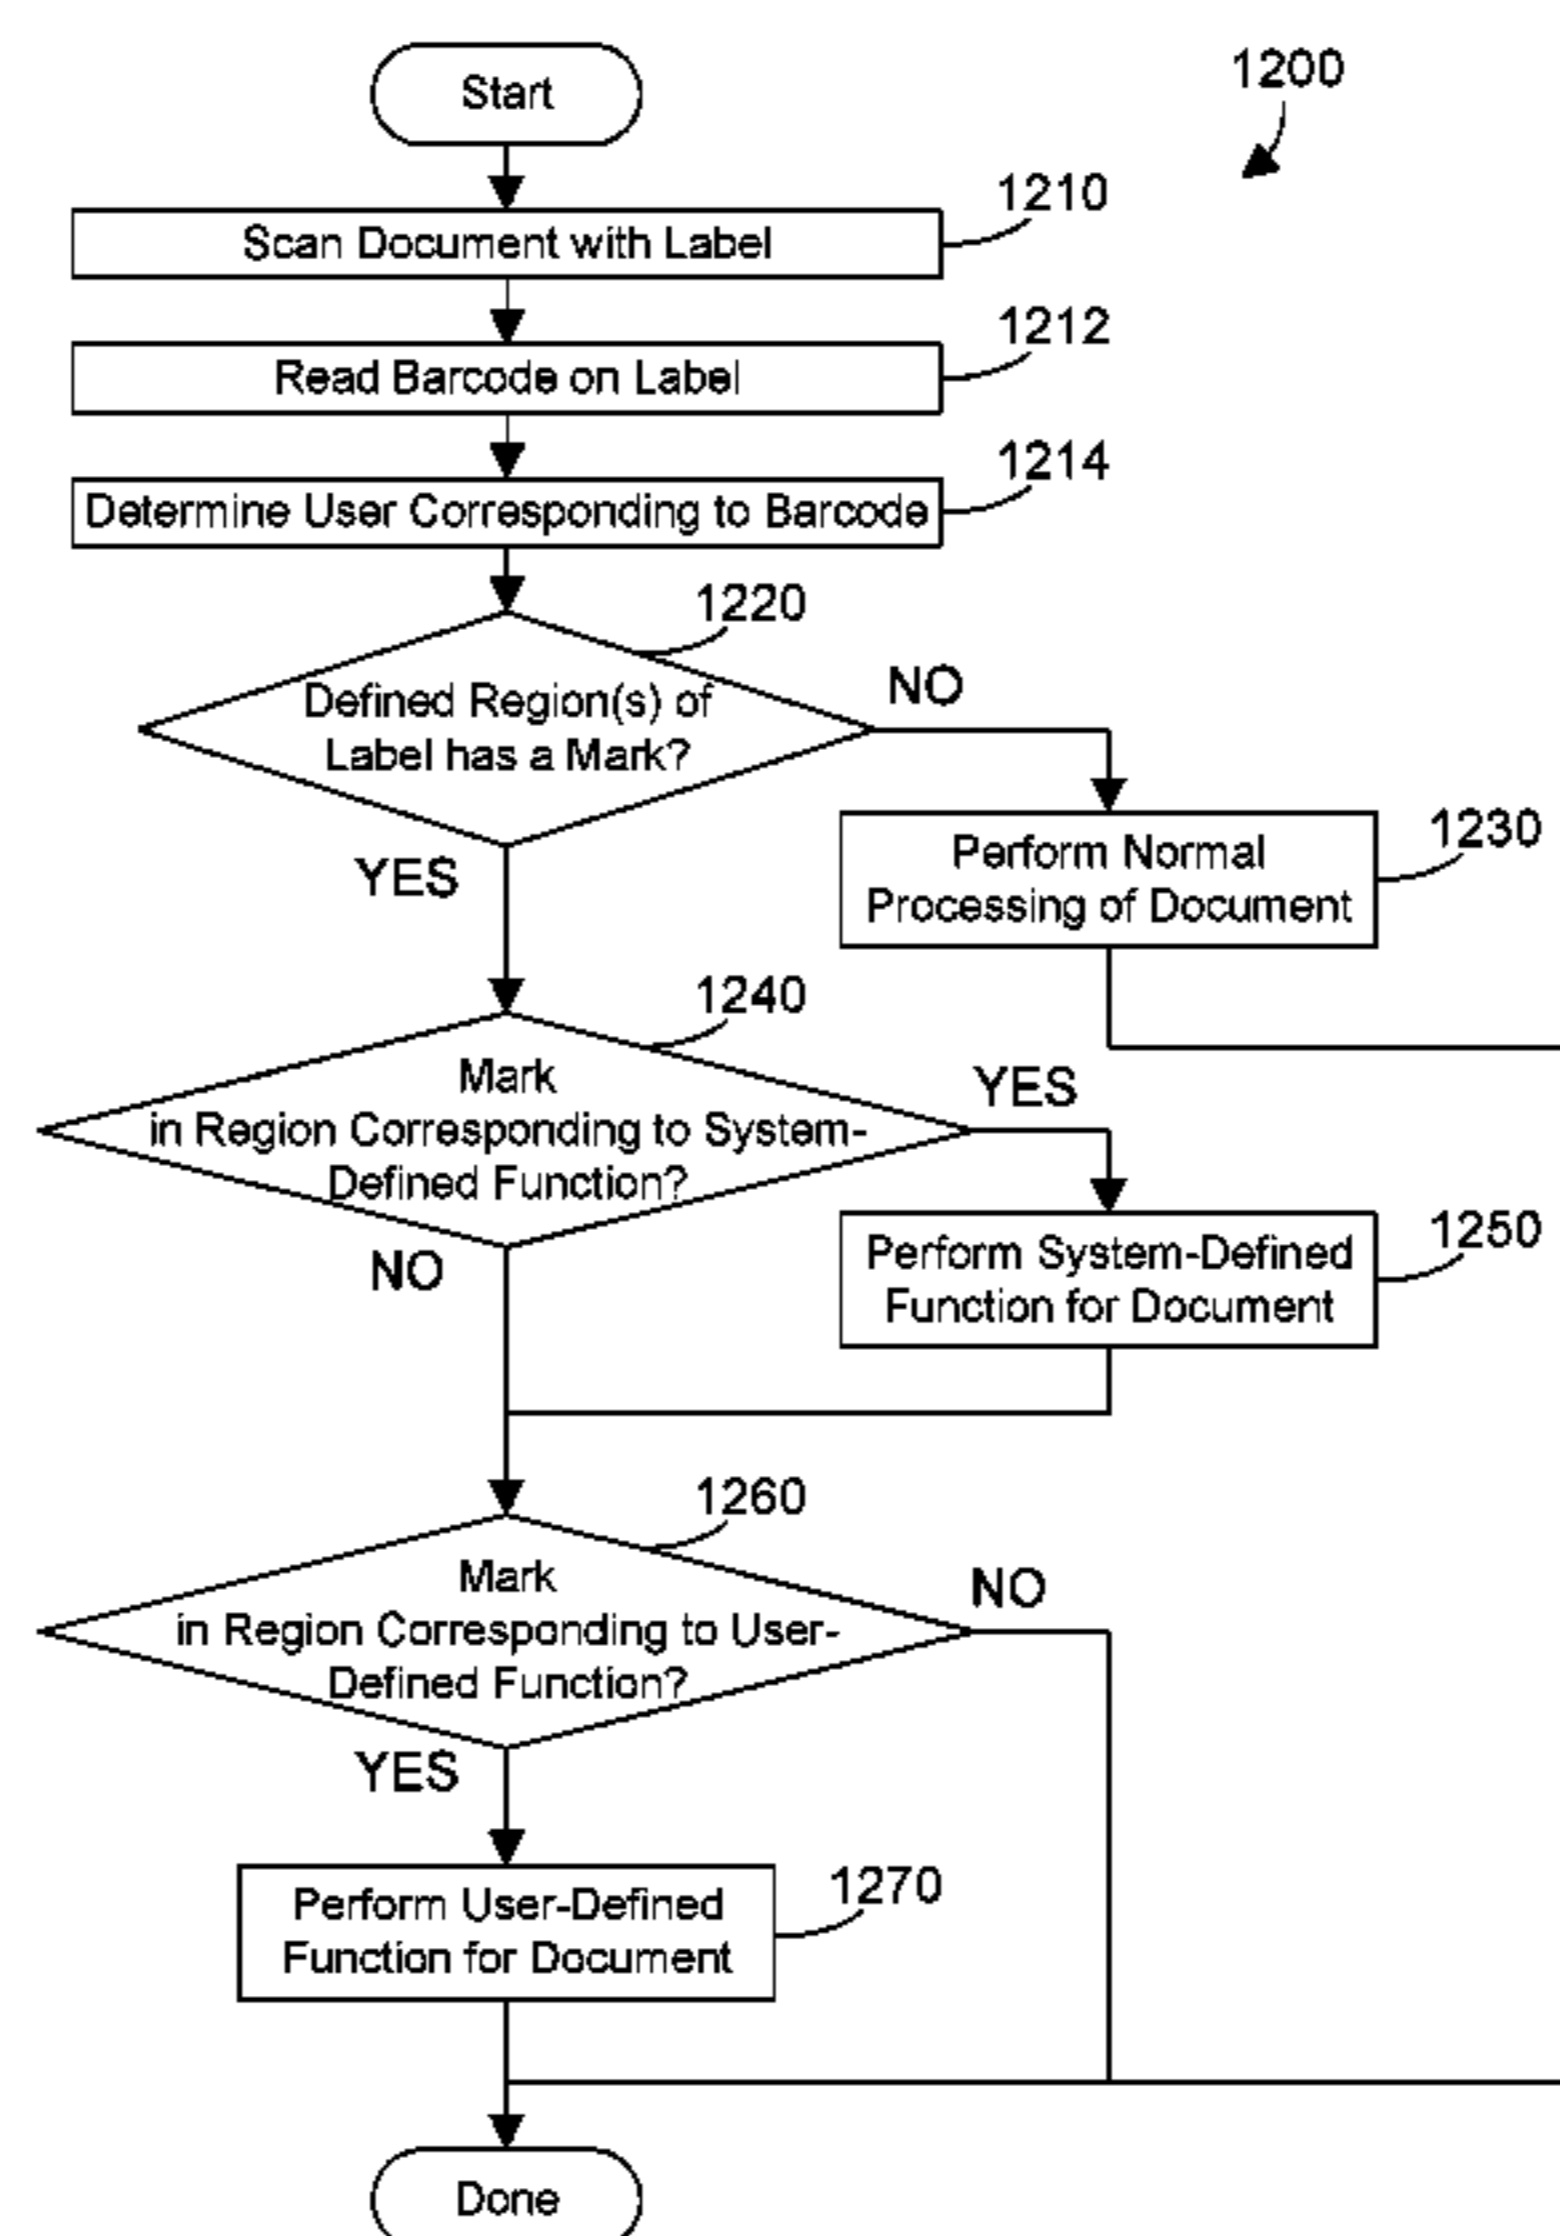 Start
1200
1210
Scan Document with Label
1212
Read Barcode on Label
1214
Determine User Corresponding to Barcode
1220
Defined Region(s) of
Label has a Mark?
NO
YES
1230
Perform Normal
Processing of Document
1240
Mark
in Region Corresponding to System-
Defined Function?
YES
NO
1250
Perform System-Defined
Function for Document
1260
Mark
in Region Corresponding to User-
Defined Function?
NO
YES
1270
Perform User-Defined
Function for Document
Done